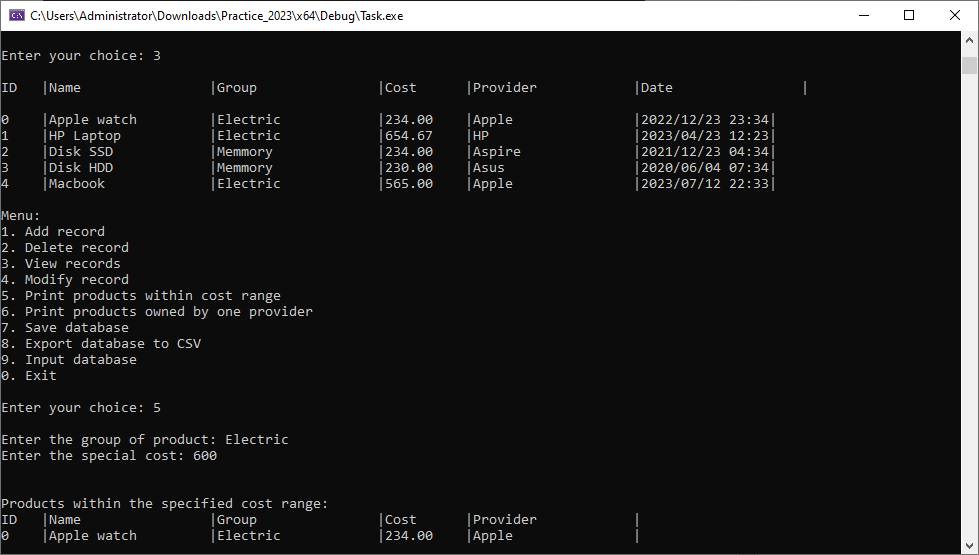 C:\Users\Administrator\Downloads\Practice_2023\x64\Debug\Task.exe
Enter your choice: 3
ID |Name |Group |Cost |Provider |Date |
0 |Apple watch |Electric |234.00 |Apple |2022/12/23 23:34|
1 |HP Laptop |Electric |654.67 |HP |2023/04/23 12:23|
2 |Disk SSD |Memmory |234.00 |Aspire |2021/12/23 04:34|
3 |Disk HDD |Memmory |230.00 |Asus |2020/06/04 07:34|
4 |Macbook |Electric |565.00 |Apple |2023/07/12 22:33|
Menu:
1. Add record
2. Delete record
3. View records
4. Modify record
5. Print products within cost range
6. Print products owned by one provider
7. Save database
8. Export database to CSV
9. Input database
0. Exit
Enter your choice: 5
Enter the group of product: Electric
Enter the special cost: 600
Products within the specified cost range:
ID |Name |Group |Cost |Provider |
0 |Apple watch |Electric |234.00 |Apple |